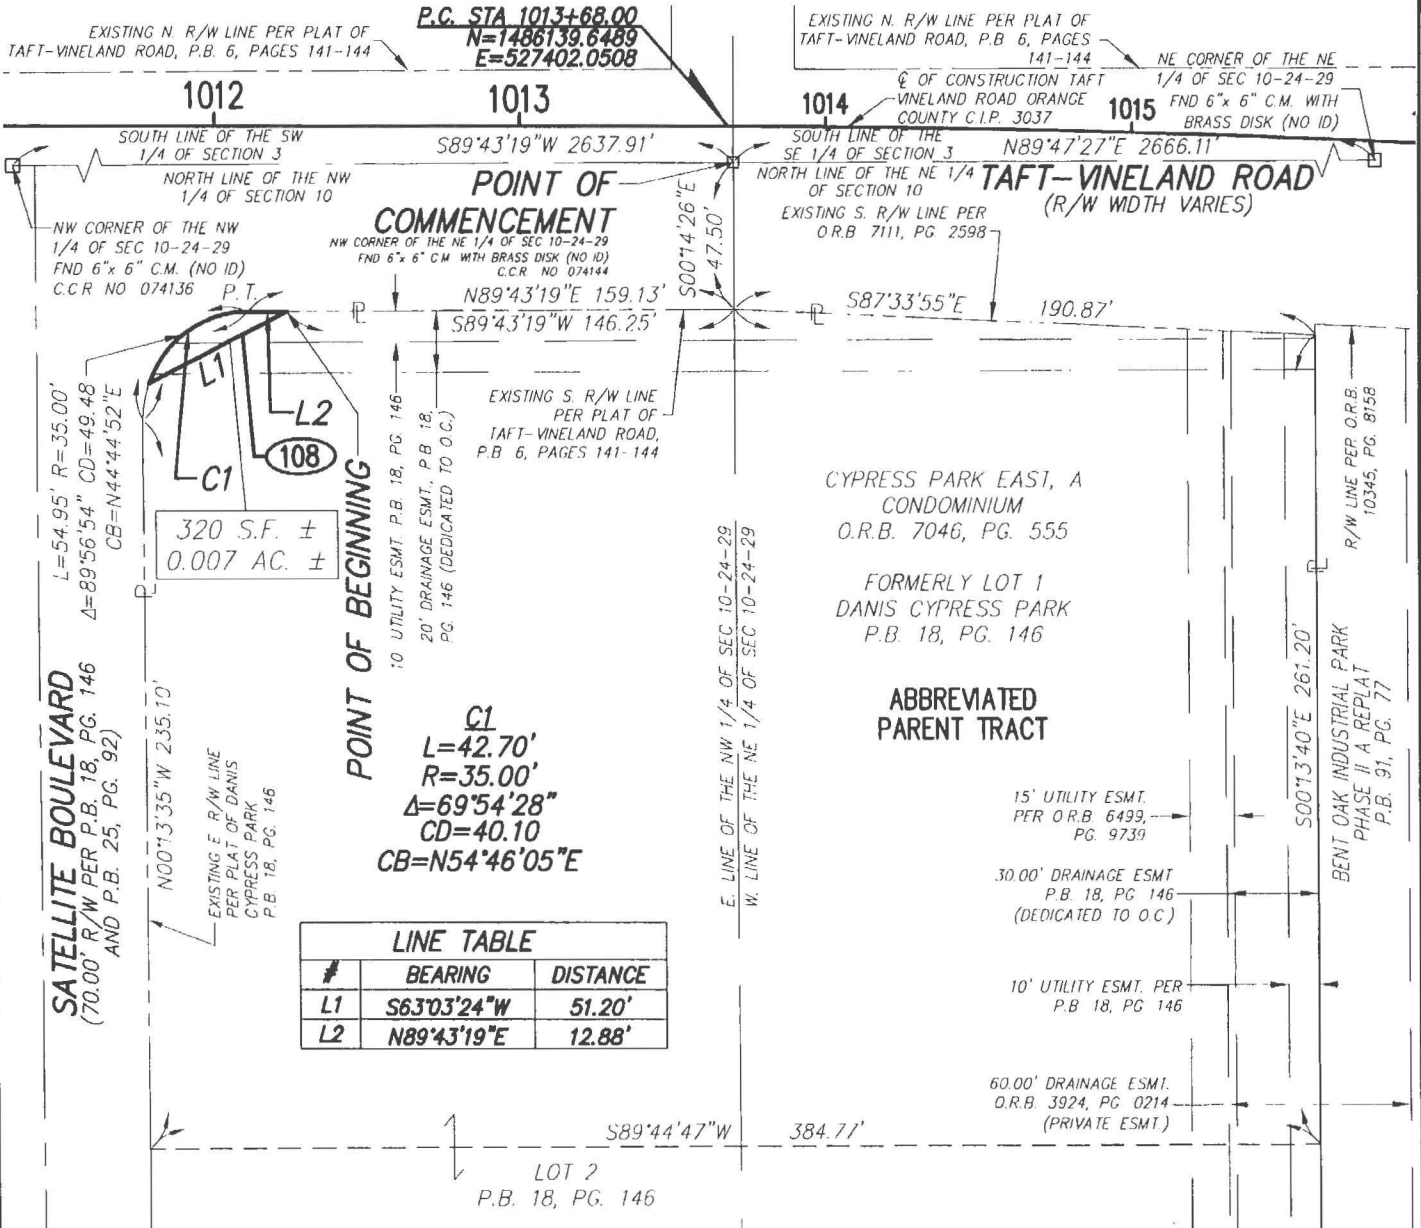 EXISTING N. R/W LINE PER PLAT OF
TAFT-VINELAND ROAD, P.B. 6, PAGES 141-144
P.C. STA 1013+68.00
N=1486139.6489
E=527402.0508
EXISTING N. R/W LINE PER PLAT OF
TAFT-VINELAND ROAD, P.B 6, PAGES
141-144
NE CORNER OF THE NE
1/4 OF SEC 10-24-29
FND 6"x 6" C.M. WITH
BRASS DISK (NO ID)
℄ OF CONSTRUCTION TAFT
VINELAND ROAD ORANGE
COUNTY C.I.P. 3037
1012
1013
1014
1015
SOUTH LINE OF THE SW
1/4 OF SECTION 3
S89°43'19"W 2637.91'
SOUTH LINE OF THE
SE 1/4 OF SECTION 3
N89°47'27"E 2666.11'
NORTH LINE OF THE NW
1/4 OF SECTION 10
POINT OF
COMMENCEMENT
NW CORNER OF THE NE 1/4 OF SEC 10-24-29
FND 6"x 6" CM WITH BRASS DISK (NO ID)
C.C.R NO 074144
NORTH LINE OF THE NE 1/4
OF SECTION 10
TAFT-VINELAND ROAD
(R/W WIDTH VARIES)
NW CORNER OF THE NW
1/4 OF SEC 10-24-29
FND 6"x 6" C.M. (NO ID)
C.C.R NO 074136
S00°14'26"E
47.50'
EXISTING S. R/W LINE PER
O.R.B 7111, PG 2598
P.T.
N89°43'19"E 159.13'
S89°43'19"W 146.25'
S87°33'55"E 190.87'
PL
PL
L1
L2
C1
108
L=54.95' R=35.00'
Δ=89°56'54" CD=49.48
CB=N44°44'52"E
320 S.F. ±
0.007 AC. ±
POINT OF BEGINNING
10 UTILITY ESMT P.B. 18, PG. 146
20' DRAINAGE ESMT., P.B 18,
PG. 146 (DEDICATED TO O.C.)
EXISTING S. R/W LINE
PER PLAT OF
TAFT-VINELAND ROAD,
P.B 6, PAGES 141-144
CYPRESS PARK EAST, A
CONDOMINIUM
O.R.B. 7046, PG. 555
FORMERLY LOT 1
DANIS CYPRESS PARK
P.B. 18, PG. 146
ABBREVIATED
PARENT TRACT
R/W LINE PER O.R.B.
10345, PG. 8158
PL
PL
E. LINE OF THE NW 1/4 OF SEC 10-24-29
W. LINE OF THE NE 1/4 OF SEC 10-24-29
S00°13'40"E 261.20'
BENT OAK INDUSTRIAL PARK
PHASE II A REPLAT
P.B. 91, PG. 77
SATELLITE BOULEVARD
(70.00' R/W PER P.B. 18, PG. 146
AND P.B. 25, PG. 92)
N00°13'35"W 235.10'
EXISTING E R/W LINE
PER PLAT OF DANIS
CYPRESS PARK
P.B. 18, PG. 146
C1
L=42.70'
R=35.00'
Δ=69°54'28"
CD=40.10
CB=N54°46'05"E
15' UTILITY ESMT.
PER O.R.B 6499,
PG. 9739
30.00' DRAINAGE ESMT
P.B. 18, PG 146
(DEDICATED TO O.C.)
10' UTILITY ESMT. PER
P.B 18, PG 146
60.00' DRAINAGE ESMT.
O.R.B. 3924, PG 0214
(PRIVATE ESMT.)
LINE TABLE
# BEARING DISTANCE
L1 S63°03'24"W 51.20'
L2 N89°43'19"E 12.88'
S89°44'47"W 384.77'
LOT 2
P.B. 18, PG. 146